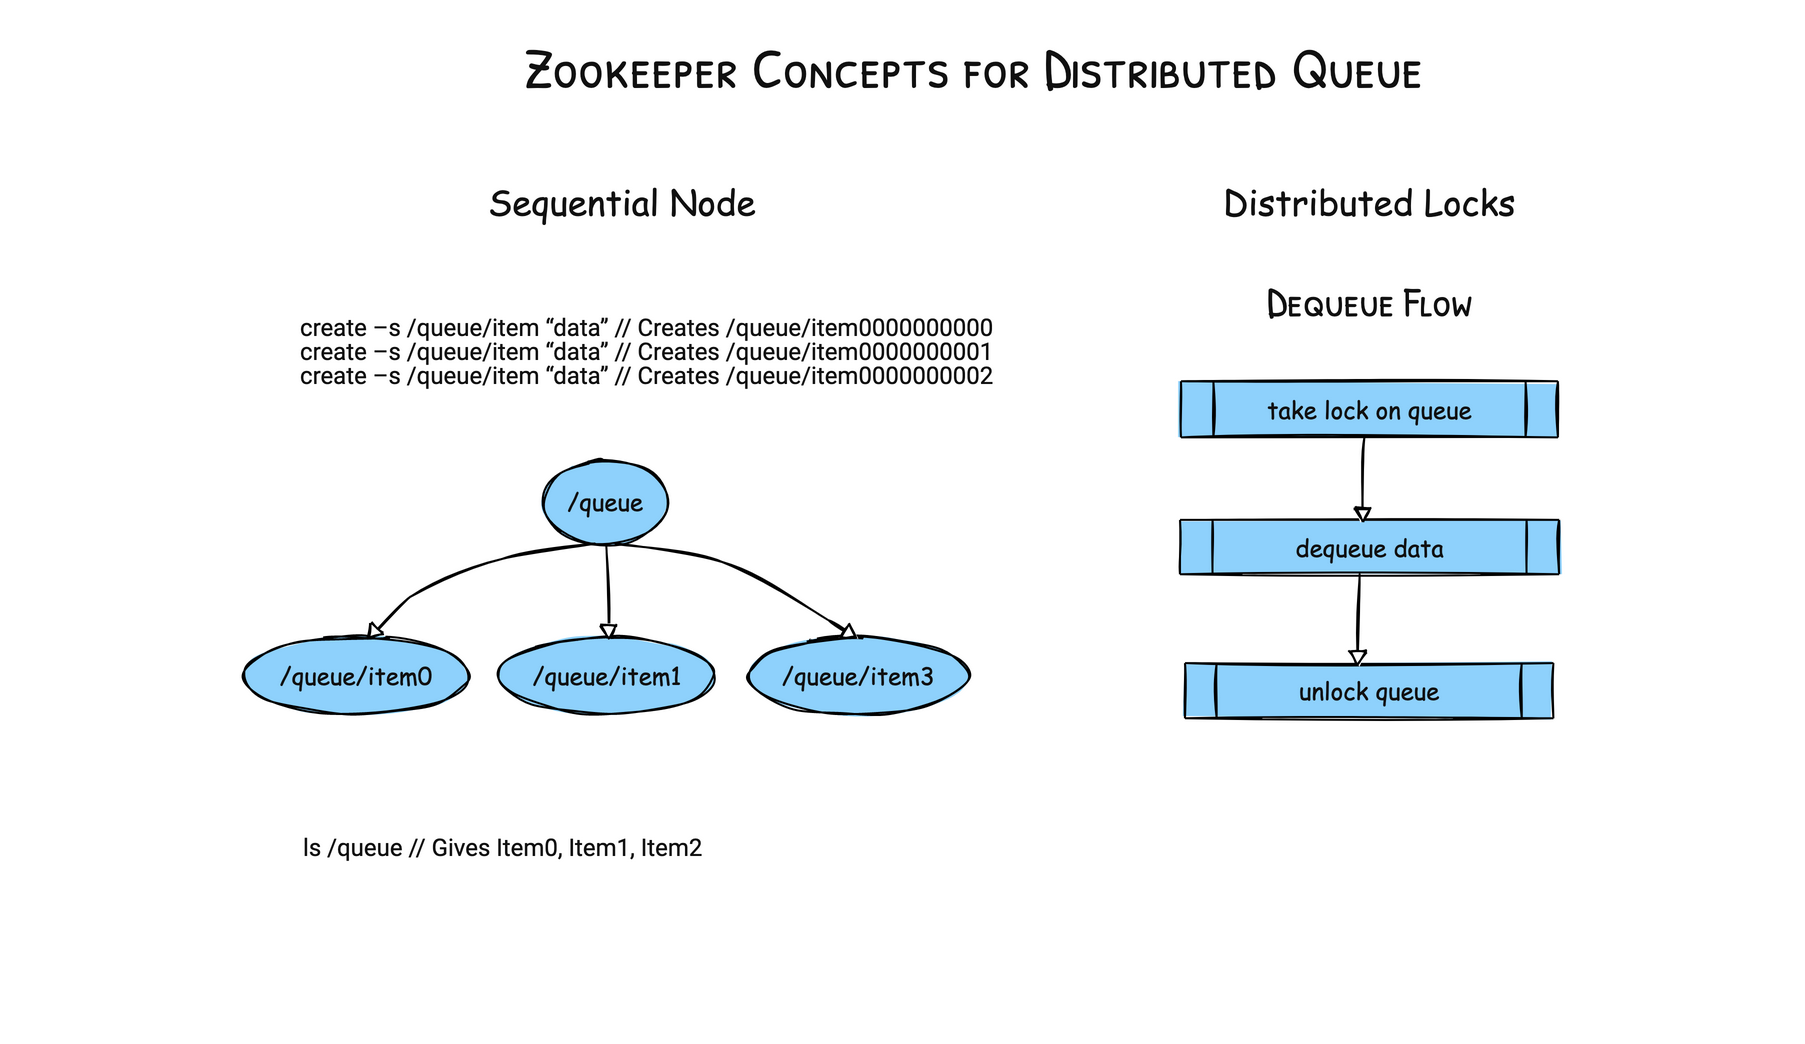 Zookeeper Concepts for Distributed Queue
Sequential Node
create –s /queue/item “data” // Creates /queue/item0000000000
create –s /queue/item “data” // Creates /queue/item0000000001
create –s /queue/item “data” // Creates /queue/item0000000002
/queue
/queue/item0
/queue/item1
/queue/item3
ls /queue // Gives Item0, Item1, Item2
Distributed Locks
Dequeue Flow
take lock on queue
dequeue data
unlock queue